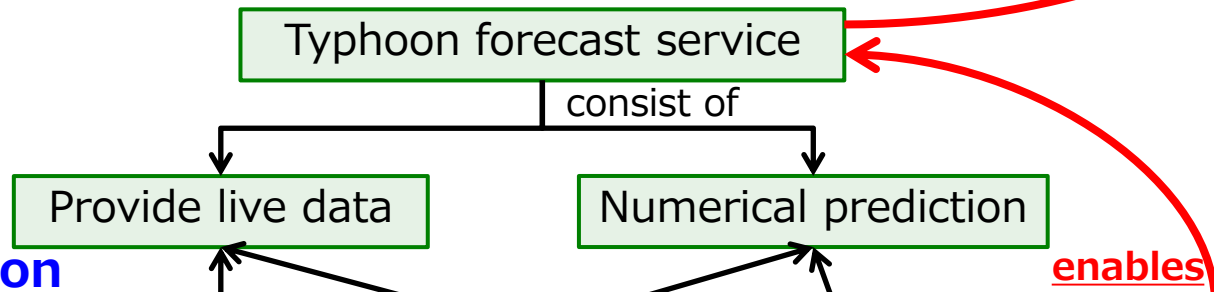 Typhoon forecast service
consist of
Provide live data
Numerical prediction
on
enables